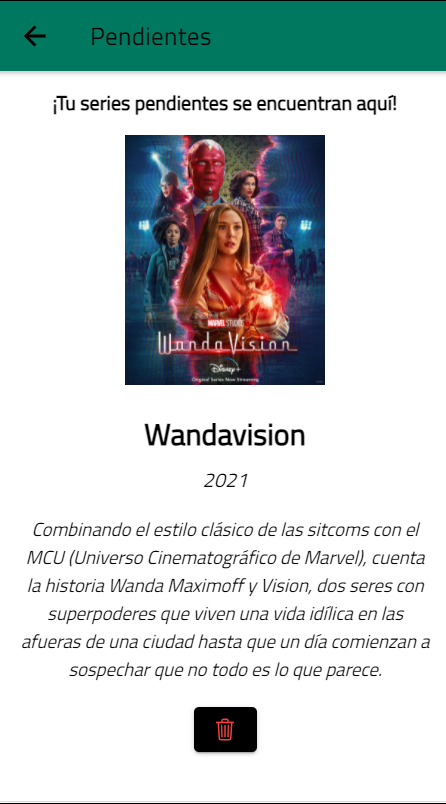 Pendientes
¡Tu series pendientes se encuentran aquí!
MARVEL STUDIOS
WandaVision
Disney+
Original Series Now Streaming
Wandavision
2021
Combinando el estilo clásico de las sitcoms con el
MCU (Universo Cinematográfico de Marvel), cuenta
la historia Wanda Maximoff y Vision, dos seres con
superpoderes que viven una vida idílica en las
afueras de una ciudad hasta que un día comienzan a
sospechar que no todo es lo que parece.